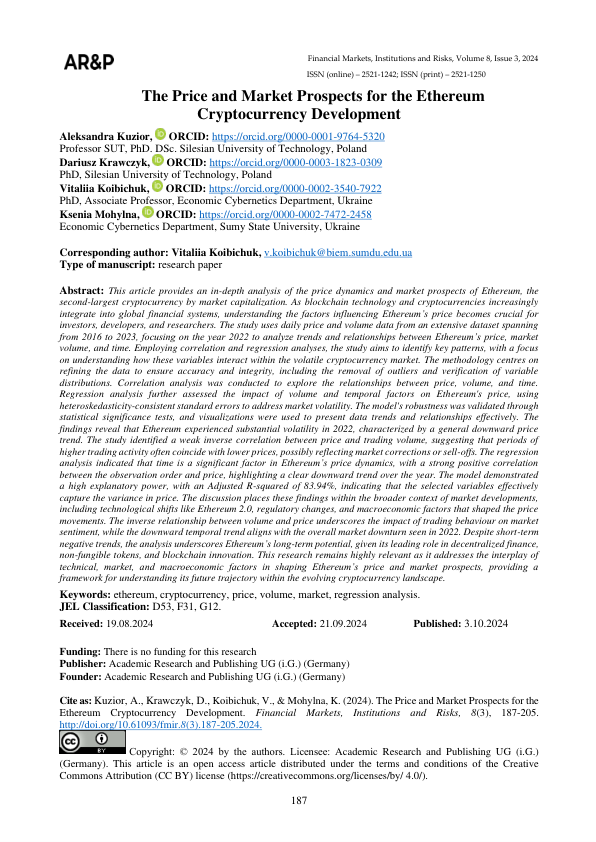 AR&P
Financial Markets, Institutions and Risks, Volume 8, Issue 3, 2024
ISSN (online) – 2521-1242; ISSN (print) – 2521-1250
The Price and Market Prospects for the Ethereum
Cryptocurrency Development
Aleksandra Kuzior, iD ORCID: https://orcid.org/0000-0001-9764-5320
Professor SUT, PhD. DSc. Silesian University of Technology, Poland
Dariusz Krawczyk, iD ORCID: https://orcid.org/0000-0003-1823-0309
PhD, Silesian University of Technology, Poland
Vitaliia Koibichuk, iD ORCID: https://orcid.org/0000-0002-3540-7922
PhD, Associate Professor, Economic Cybernetics Department, Ukraine
Ksenia Mohylna, iD ORCID: https://orcid.org/0000-0002-7472-2458
Economic Cybernetics Department, Sumy State University, Ukraine
Corresponding author: Vitaliia Koibichuk, v.koibichuk@biem.sumdu.edu.ua
Type of manuscript: research paper
Abstract: This article provides an in-depth analysis of the price dynamics and market prospects of Ethereum, the
second-largest cryptocurrency by market capitalization. As blockchain technology and cryptocurrencies increasingly
integrate into global financial systems, understanding the factors influencing Ethereum's price becomes crucial for
investors, developers, and researchers. The study uses daily price and volume data from an extensive dataset spanning
from 2016 to 2023, focusing on the year 2022 to analyze trends and relationships between Ethereum's price, market
volume, and time. Employing correlation and regression analyses, the study aims to identify key patterns, with a focus
on understanding how these variables interact within the volatile cryptocurrency market. The methodology centres on
refining the data to ensure accuracy and integrity, including the removal of outliers and verification of variable
distributions. Correlation analysis was conducted to explore the relationships between price, volume, and time.
Regression analysis further assessed the impact of volume and temporal factors on Ethereum's price, using
heteroskedasticity-consistent standard errors to address market volatility. The model's robustness was validated through
statistical significance tests, and visualizations were used to present data trends and relationships effectively. The
findings reveal that Ethereum experienced substantial volatility in 2022, characterized by a general downward price
trend. The study identified a weak inverse correlation between price and trading volume, suggesting that periods of
higher trading activity often coincide with lower prices, possibly reflecting market corrections or sell-offs. The regression
analysis indicated that time is a significant factor in Ethereum's price dynamics, with a strong positive correlation
between the observation order and price, highlighting a clear downward trend over the year. The model demonstrated
a high explanatory power, with an Adjusted R-squared of 83.94%, indicating that the selected variables effectively
capture the variance in price. The discussion places these findings within the broader context of market developments,
including technological shifts like Ethereum 2.0, regulatory changes, and macroeconomic factors that shaped the price
movements. The inverse relationship between volume and price underscores the impact of trading behaviour on market
sentiment, while the downward temporal trend aligns with the overall market downturn seen in 2022. Despite short-term
negative trends, the analysis underscores Ethereum's long-term potential, given its leading role in decentralized finance,
non-fungible tokens, and blockchain innovation. This research remains highly relevant as it addresses the interplay of
technical, market, and macroeconomic factors in shaping Ethereum's price and market prospects, providing a
framework for understanding its future trajectory within the evolving cryptocurrency landscape.
Keywords: ethereum, cryptocurrency, price, volume, market, regression analysis.
JEL Classification: D53, F31, G12.
Received: 19.08.2024 Accepted: 21.09.2024 Published: 3.10.2024
Funding: There is no funding for this research
Publisher: Academic Research and Publishing UG (i.G.) (Germany)
Founder: Academic Research and Publishing UG (i.G.) (Germany)
Cite as: Kuzior, A., Krawczyk, D., Koibichuk, V., & Mohylna, K. (2024). The Price and Market Prospects for the
Ethereum Cryptocurrency Development. Financial Markets, Institutions and Risks, 8(3), 187-205.
http://doi.org/10.61093/fmir.8(3).187-205.2024.
cc BY Copyright: © 2024 by the authors. Licensee: Academic Research and Publishing UG (i.G.)
(Germany). This article is an open access article distributed under the terms and conditions of the Creative
Commons Attribution (CC BY) license (https://creativecommons.org/licenses/by/ 4.0/).
187